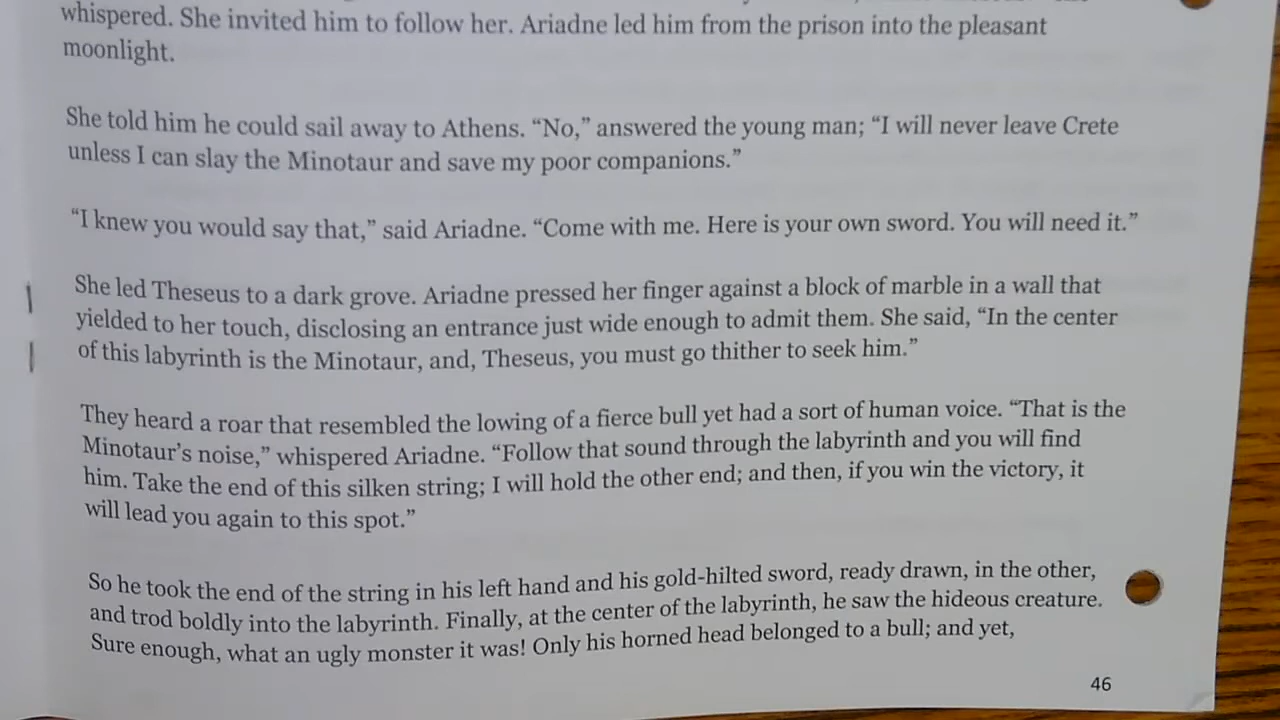 whispered. She invited him to follow her. Ariadne led him from the prison into the pleasant
moonlight.
She told him he could sail away to Athens. “No,” answered the young man; “I will never leave Crete
unless I can slay the Minotaur and save my poor companions.”
“I knew you would say that,” said Ariadne. “Come with me. Here is your own sword. You will need it.”
She led Theseus to a dark grove. Ariadne pressed her finger against a block of marble in a wall that
yielded to her touch, disclosing an entrance just wide enough to admit them. She said, “In the center
of this labyrinth is the Minotaur, and, Theseus, you must go thither to seek him.”
They heard a roar that resembled the lowing of a fierce bull yet had a sort of human voice. “That is the
Minotaur’s noise,” whispered Ariadne. “Follow that sound through the labyrinth and you will find
him. Take the end of this silken string; I will hold the other end; and then, if you win the victory, it
will lead you again to this spot.”
So he took the end of the string in his left hand and his gold-hilted sword, ready drawn, in the other,
and trod boldly into the labyrinth. Finally, at the center of the labyrinth, he saw the hideous creature.
Sure enough, what an ugly monster it was! Only his horned head belonged to a bull; and yet,
46